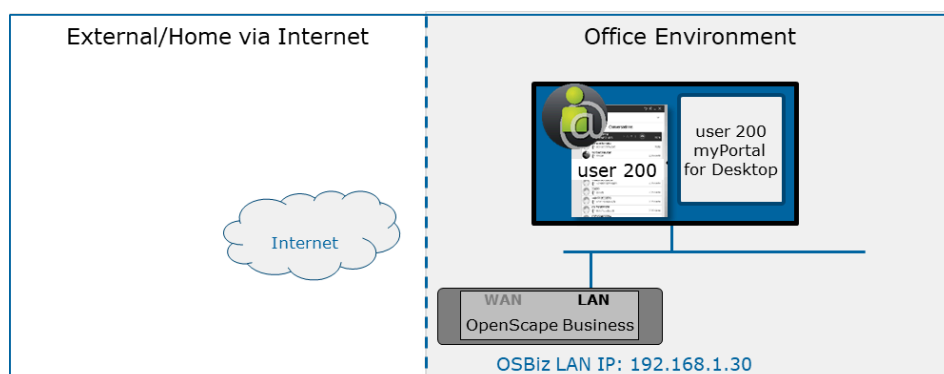 External/Home via Internet
Office Environment
@
user 200
user 200
myPortal
for Desktop
Internet
WAN
LAN
OpenScape Business
OSBiz LAN IP: 192.168.1.30